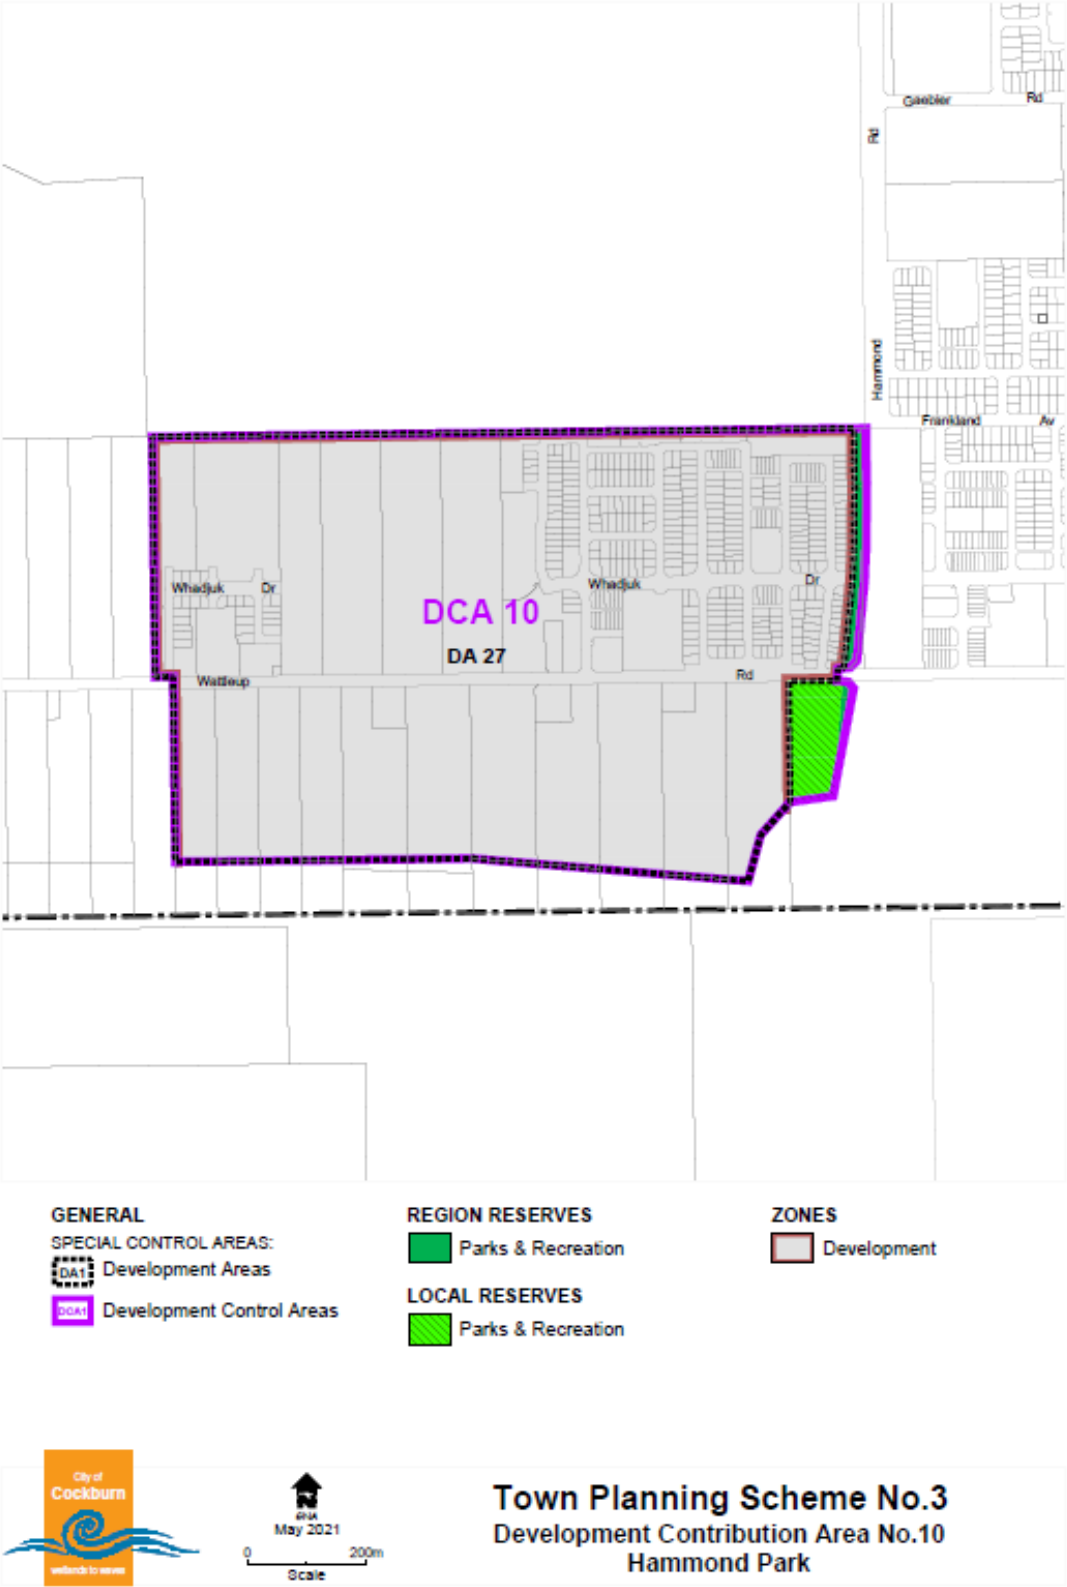 Gaebler Rd
Rd
Hammond
Frankland Av
Whadjuk Dr
Whadjuk Dr
DCA 10
DA 27
Wattleup Rd
GENERAL
SPECIAL CONTROL AREAS:
DA1 Development Areas
DCA1 Development Control Areas
REGION RESERVES
Parks & Recreation
LOCAL RESERVES
Parks & Recreation
ZONES
Development
City of
Cockburn
wetlands to waves
N
May 2021
0 200m
Scale
Town Planning Scheme No.3
Development Contribution Area No.10
Hammond Park